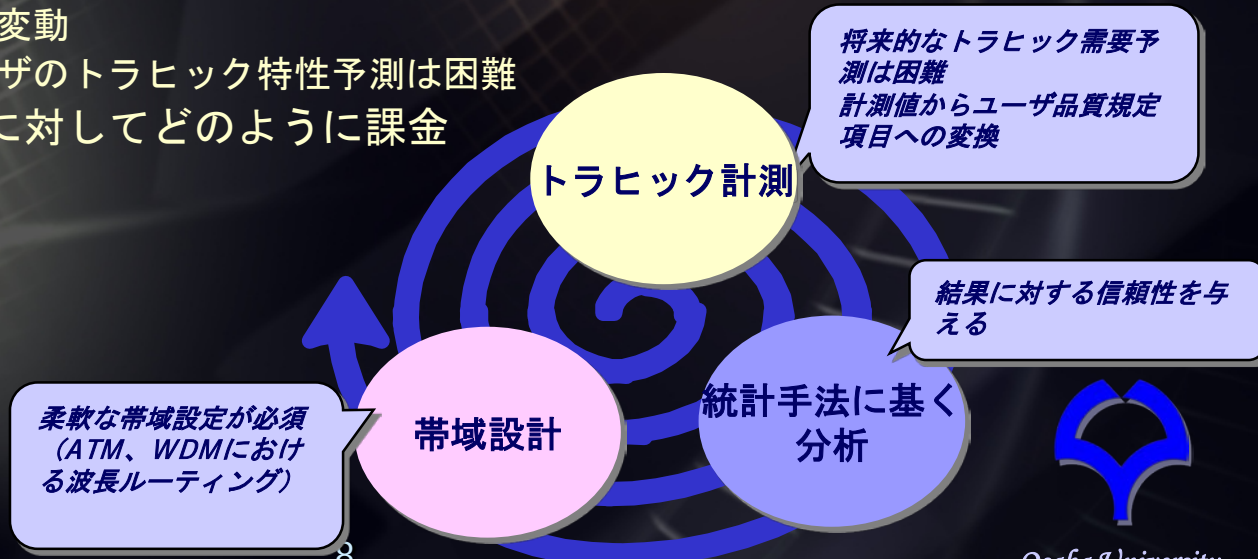 変動
ザのトラヒック特性予測は困難
に対してどのように課金
将来的なトラヒック需要予
測は困難
計測値からユーザ品質規定
項目への変換
トラヒック計測
結果に対する信頼性を与
える
統計手法に基く
分析
帯域設計
柔軟な帯域設定が必須
（ATM、WDMにおけ
る波長ルーティング）
8
Osaka University